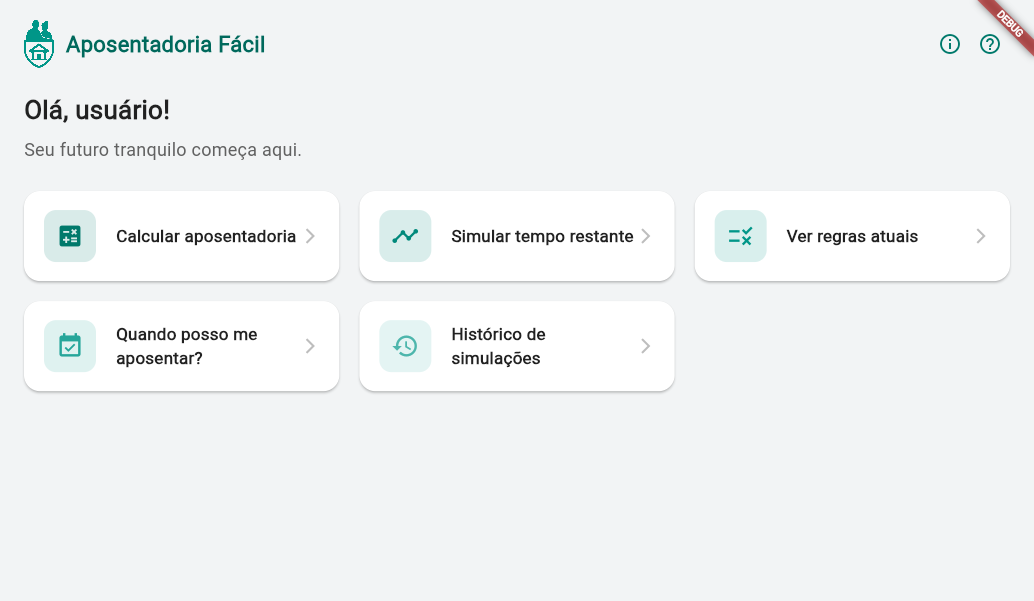 Aposentadoria Fácil
DEBUG
Olá, usuário!
Seu futuro tranquilo começa aqui.
Calcular aposentadoria
Simular tempo restante
Ver regras atuais
Quando posso me
aposentar?
Histórico de
simulações